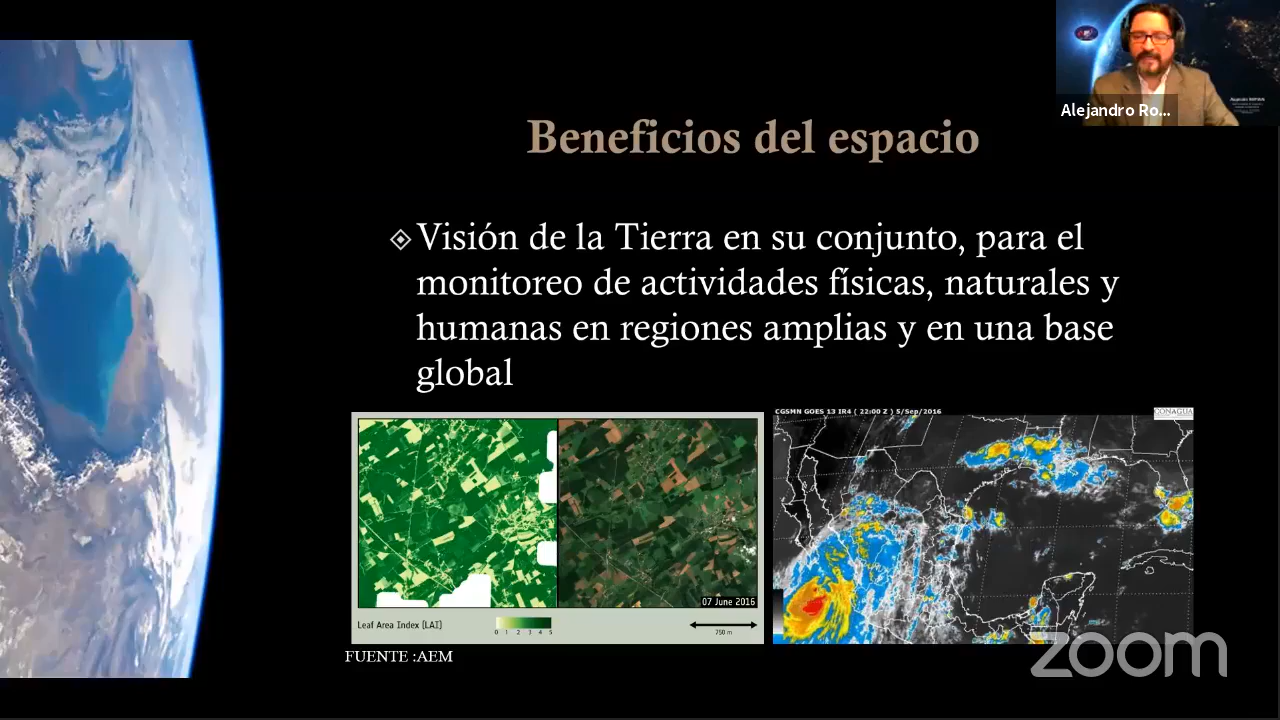 Alejandro Ro...
Beneficios del espacio
Visión de la Tierra en su conjunto, para el
monitoreo de actividades físicas, naturales y
humanas en regiones amplias y en una base
global
CGSMN GOES 13 IR4 ( 22:00 Z ) 5/Sep/2016
CONAGUA
07 June 2016
Leaf Area Index (LAI)
0 1 2 3 4 5
750 m
FUENTE :AEM
zoom